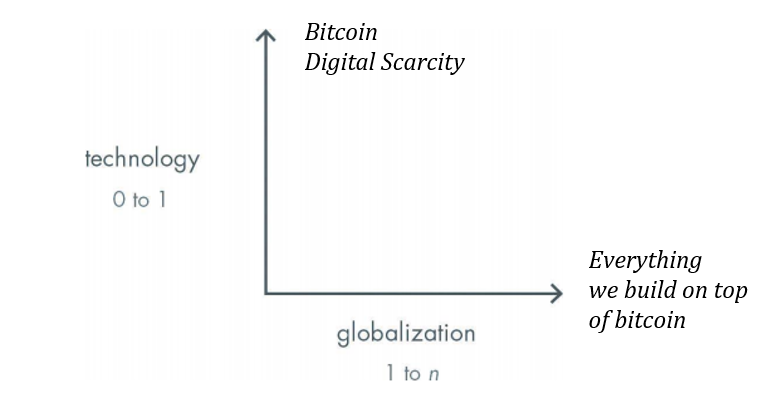 Bitcoin
Digital Scarcity
technology
0 to 1
Everything
we build on top
of bitcoin
globalization
1 to n